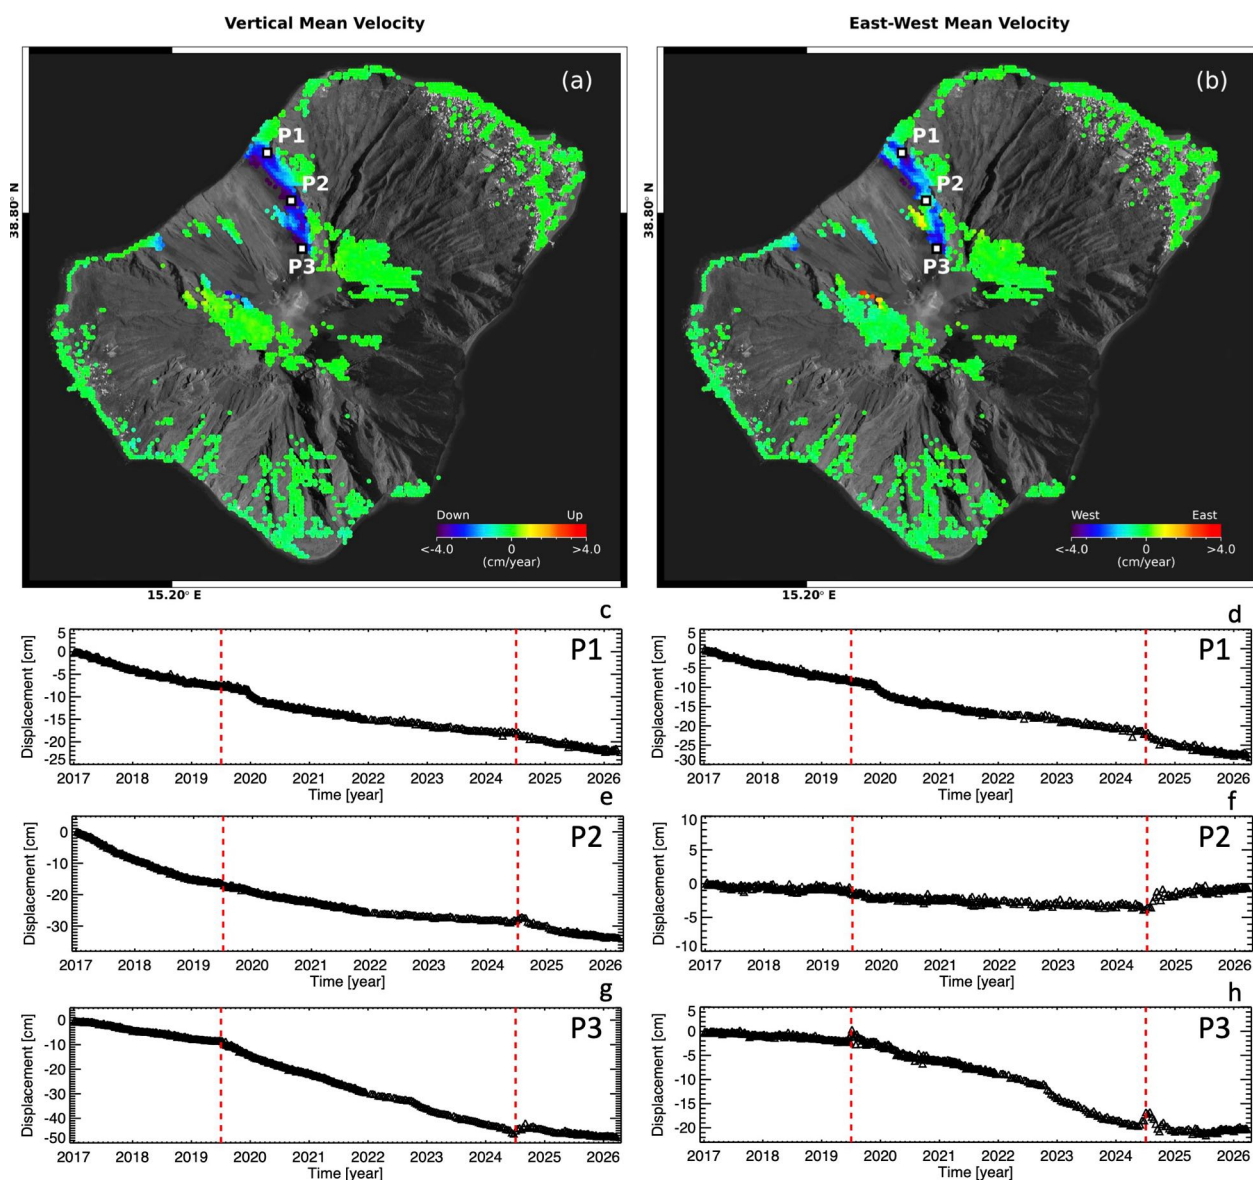 Vertical Mean Velocity
East-West Mean Velocity
(a)
P1
P2
P3
38.80° N
Down Up
<-4.0 0 >4.0
(cm/year)
15.20° E
(b)
P1
P2
P3
38.80° N
West East
<-4.0 0 >4.0
(cm/year)
15.20° E
c
P1
Displacement [cm]
5
0
-5
-10
-15
-20
-25
2017 2018 2019 2020 2021 2022 2023 2024 2025 2026
Time [year]
d
P1
Displacement [cm]
5
0
-5
-10
-15
-20
-25
-30
2017 2018 2019 2020 2021 2022 2023 2024 2025 2026
Time [year]
e
P2
Displacement [cm]
0
-10
-20
-30
2017 2018 2019 2020 2021 2022 2023 2024 2025 2026
Time [year]
f
P2
Displacement [cm]
10
5
0
-5
-10
2017 2018 2019 2020 2021 2022 2023 2024 2025 2026
Time [year]
g
P3
Displacement [cm]
0
-10
-20
-30
-40
-50
2017 2018 2019 2020 2021 2022 2023 2024 2025 2026
Time [year]
h
P3
Displacement [cm]
5
0
-5
-10
-15
-20
2017 2018 2019 2020 2021 2022 2023 2024 2025 2026
Time [year]